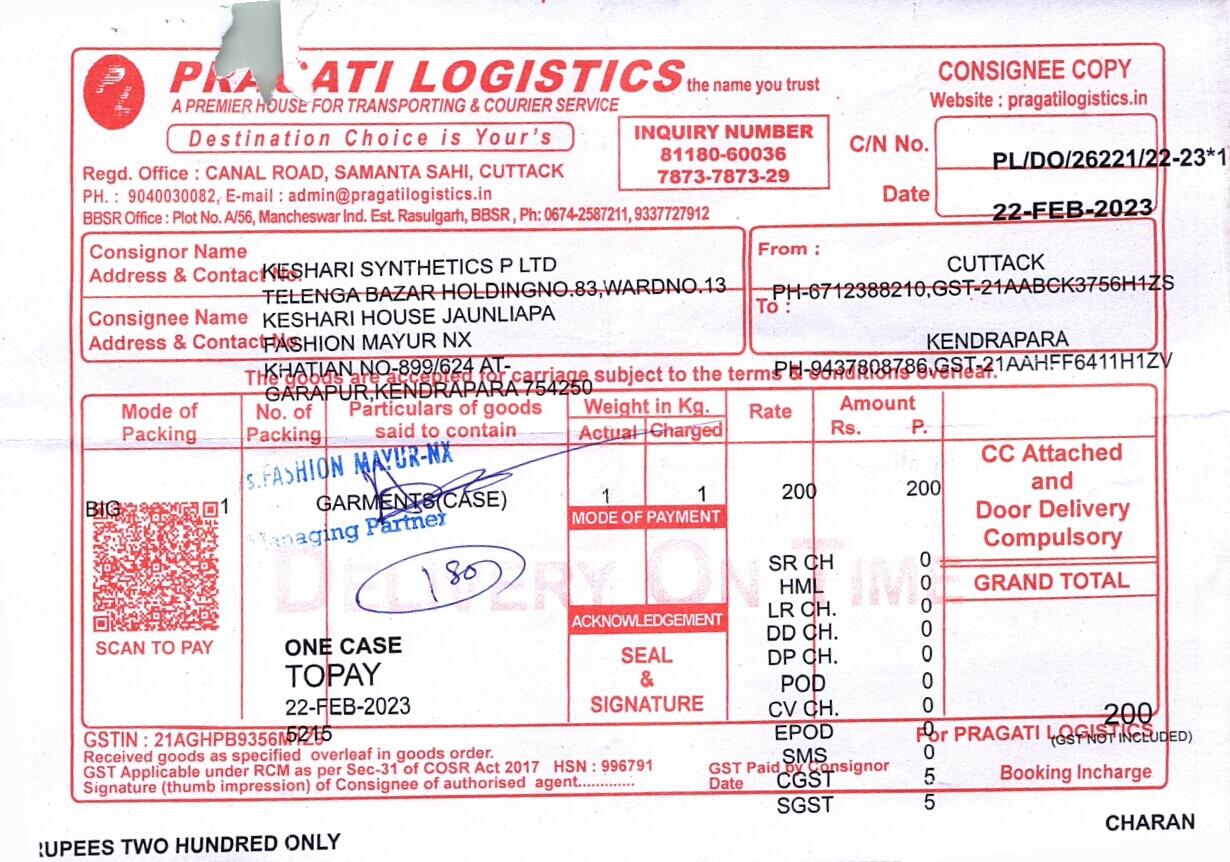 PRAGATI LOGISTICS the name you trust
A PREMIER HOUSE FOR TRANSPORTING & COURIER SERVICE
Destination Choice is Your's
CONSIGNEE COPY
Website : pragatilogistics.in
INQUIRY NUMBER
81180-60036
7873-7873-29
C/N No. PL/DO/26221/22-23*1
Date 22-FEB-2023
Regd. Office : CANAL ROAD, SAMANTA SAHI, CUTTACK
PH. : 9040030082, E-mail : admin@pragatilogistics.in
BBSR Office : Plot No. A/56, Mancheswar Ind. Est. Rasulgarh, BBSR, Ph: 0674-2587211, 9337727912
Consignor Name
Address & Contact No.
KESHARI SYNTHETICS P LTD
TELENGA BAZAR HOLDINGNO.83,WARDNO.13
KESHARI HOUSE JAUNLIAPA
From :
CUTTACK
PH-6712388210,GST-21AABCK3756H1ZS
Consignee Name
Address & Contact No.
FASHION MAYUR NX
KHATIAN NO-899/624 AT-
GARAPUR,KENDRAPARA 754250
To :
KENDRAPARA
PH-9437808786.GST-21AAHFF6411H1ZV
The goods are accepted for carriage subject to the terms & conditions overleaf.
Mode of Packing
No. of Packing
Particulars of goods said to contain
Weight in Kg.
Actual Charged
Rate
Amount
Rs. P.
CC Attached
and
Door Delivery
Compulsory
s.FASHION MAYUR-NX
BIG 1 GARMENTS(CASE) 1 1 200 200
Managing Partner
MODE OF PAYMENT
DELIVERY ON TIME
180
SR CH 0
HML 0
LR CH. 0
DD CH. 0
DP CH. 0
POD 0
CV CH. 0
EPOD 0
SMS 0
CGST 5
SGST 5
GRAND TOTAL
200
(GST NOT INCLUDED)
ACKNOWLEDGEMENT
SEAL
&
SIGNATURE
SCAN TO PAY
ONE CASE
TOPAY
22-FEB-2023
5215
GSTIN : 21AGHPB9356M1Z5
Received goods as specified overleaf in goods order.
GST Applicable under RCM as per Sec-31 of COSR Act 2017 HSN : 996791
Signature (thumb impression) of Consignee of authorised agent.............
GST Paid by Consignor
Date
For PRAGATI LOGISTICS
Booking Incharge
CHARAN
RUPEES TWO HUNDRED ONLY